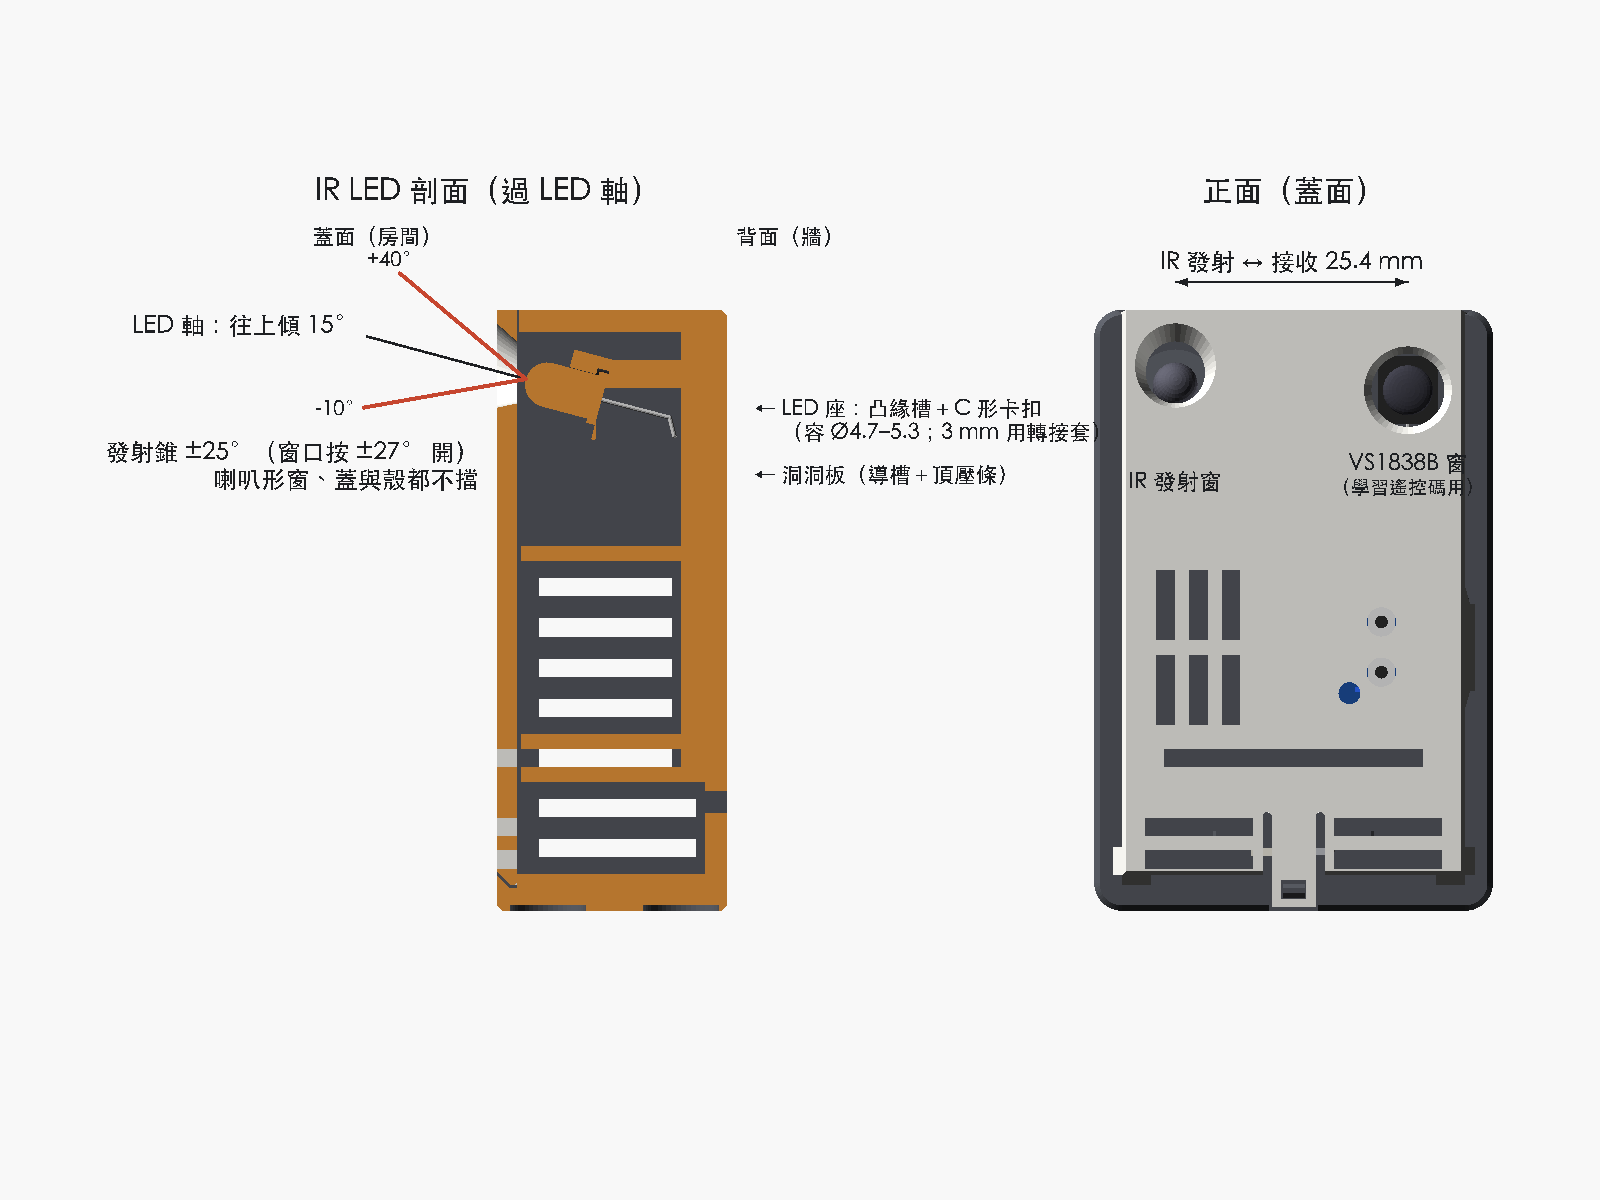 IR LED 剖面（過 LED 軸）
蓋面（房間）
+40°
背面（牆）
LED 軸：往上傾 15°
-10°
發射錐 ±25° （窗口按 ±27° 開）
喇叭形窗、蓋與殼都不擋
← LED 座：凸緣槽 + C 形卡扣
（容 Ø4.7–5.3；3 mm 用轉接套）
← 洞洞板（導槽 + 頂壓條）
正面（蓋面）
IR 發射 ↔ 接收 25.4 mm
IR 發射窗
VS1838B 窗
（學習遙控碼用）